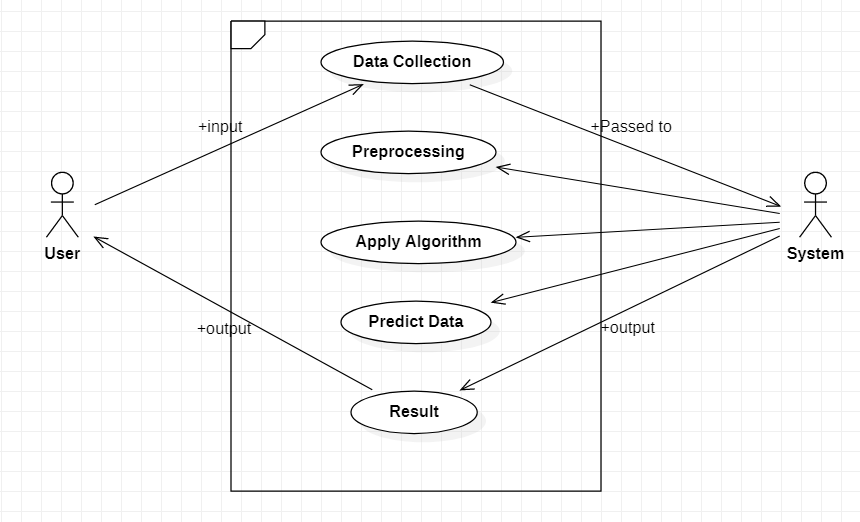 Data Collection
+input
+Passed to
Preprocessing
Apply Algorithm
User
System
Predict Data
+output
+output
Result